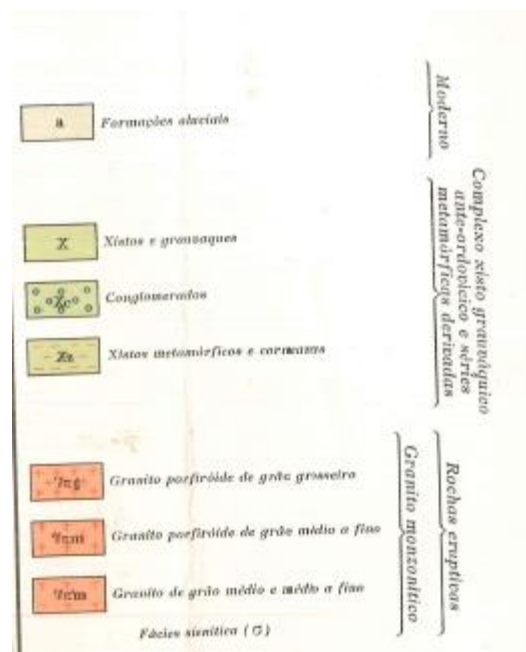 a
Formações aluviais
Moderno
X
Xistos e grauvaques
Xc
Conglomerados
Xz
Xistos metamórficos e corneanas
Complexo xisto grauváquico
ante-ordovícico e séries
metamórficas derivadas
Granito porfiróide de grão grosseiro
Granito porfiróide de grão médio a fino
Granito de grão médio e médio a fino
Fácies sienítica (σ)
Granito monzonítico
Rochas eruptivas